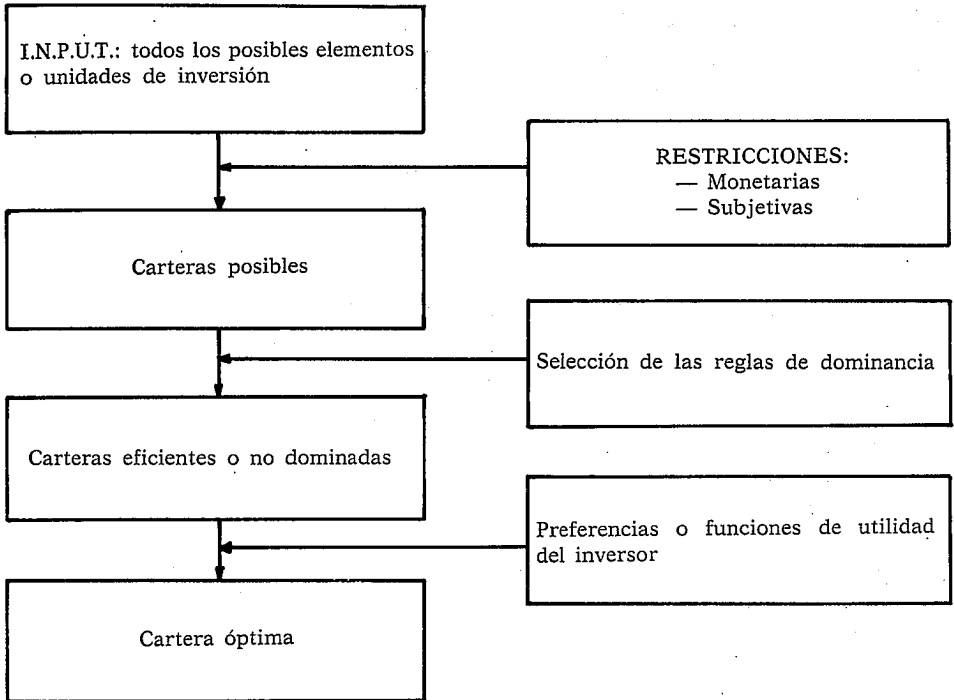 I.N.P.U.T.: todos los posibles elementos
o unidades de inversión
RESTRICCIONES:
— Monetarias
— Subjetivas
Carteras posibles
Selección de las reglas de dominancia
Carteras eficientes o no dominadas
Preferencias o funciones de utilidad
del inversor
Cartera óptima